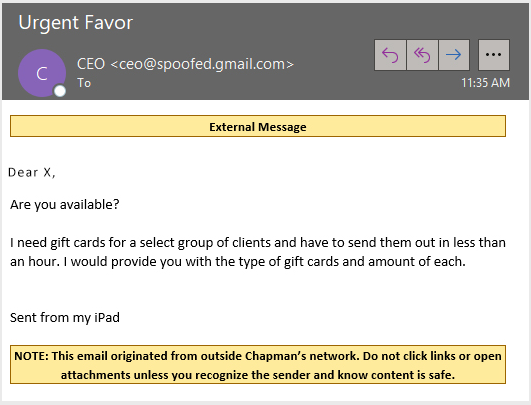 Urgent Favor
C
CEO <ceo@spoofed.gmail.com>
To
11:35 AM
External Message
Dear X,
Are you available?
I need gift cards for a select group of clients and have to send them out in less than
an hour. I would provide you with the type of gift cards and amount of each.
Sent from my iPad
NOTE: This email originated from outside Chapman’s network. Do not click links or open
attachments unless you recognize the sender and know content is safe.